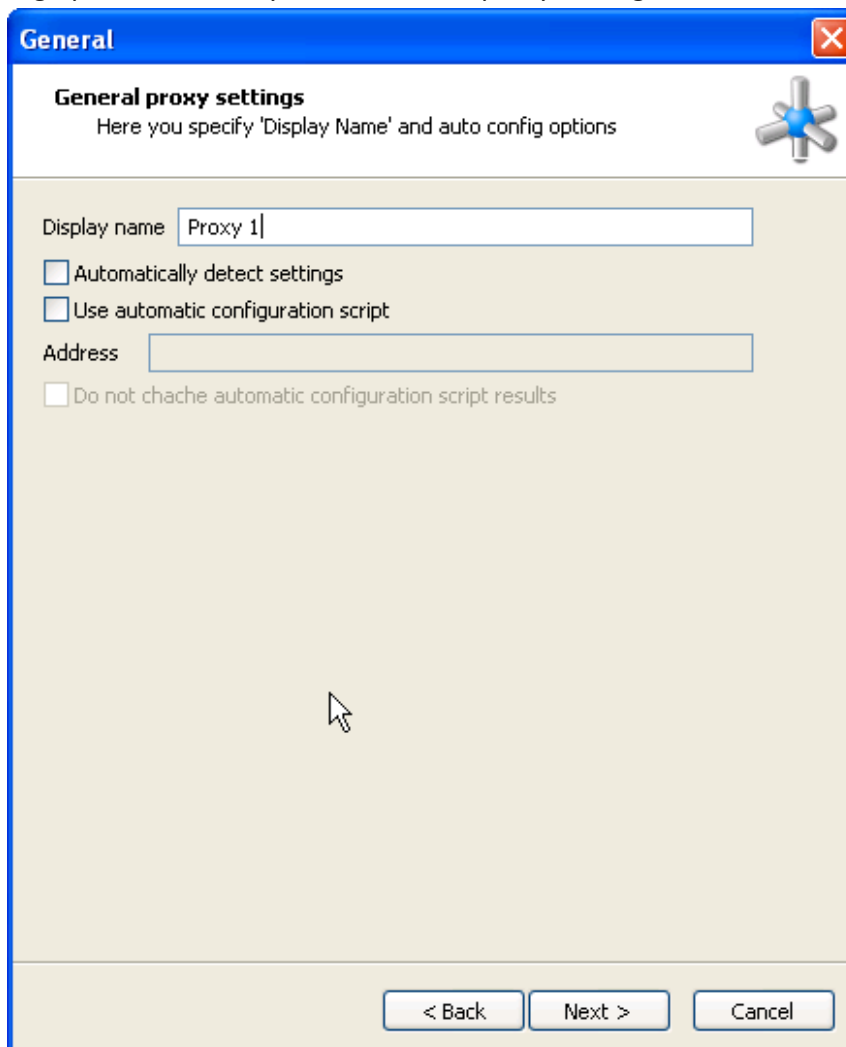 General
General proxy settings
Here you specify 'Display Name' and auto config options
Display name Proxy 1
Automatically detect settings
Use automatic configuration script
Address
Do not chache automatic configuration script results
< Back Next > Cancel